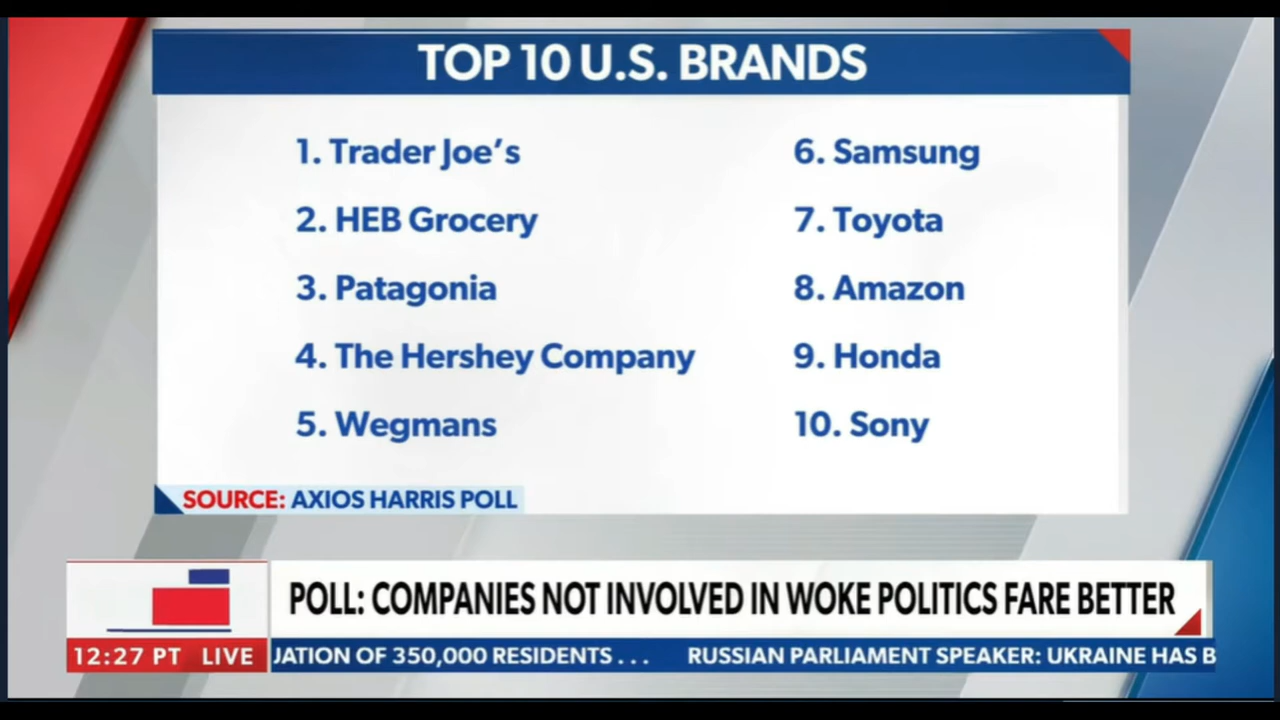 TOP 10 U.S. BRANDS
1. Trader Joe's
2. HEB Grocery
3. Patagonia
4. The Hershey Company
5. Wegmans
6. Samsung
7. Toyota
8. Amazon
9. Honda
10. Sony
SOURCE: AXIOS HARRIS POLL
POLL: COMPANIES NOT INVOLVED IN WOKE POLITICS FARE BETTER
12:27 PT LIVE
JATION OF 350,000 RESIDENTS . . . RUSSIAN PARLIAMENT SPEAKER: UKRAINE HAS B